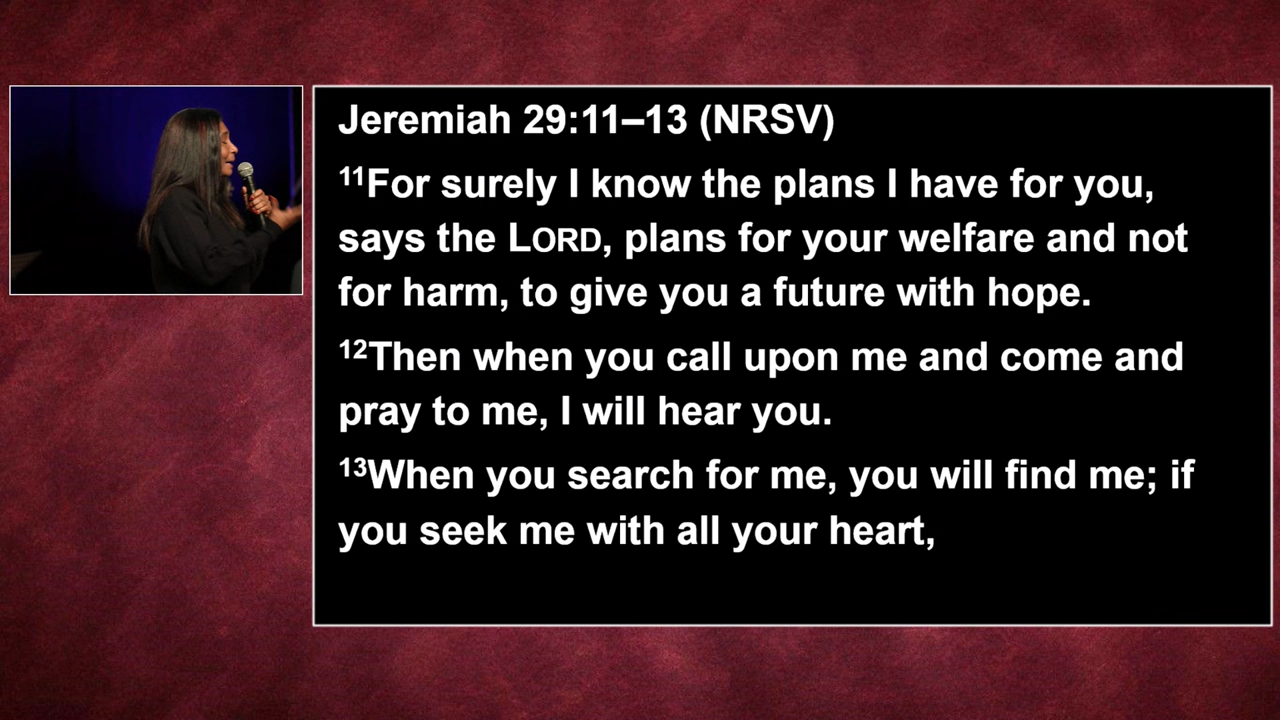 Jeremiah 29:11–13 (NRSV)
¹¹For surely I know the plans I have for you,
says the LORD, plans for your welfare and not
for harm, to give you a future with hope.
¹²Then when you call upon me and come and
pray to me, I will hear you.
¹³When you search for me, you will find me; if
you seek me with all your heart,